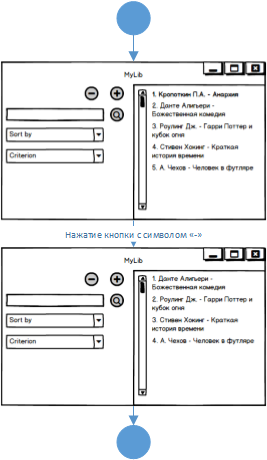 MyLib
1. Кропоткин П.А. - Анархия
2. Данте Алигьери -
Божественная комедия
3. Роулинг Дж. - Гарри Поттер и
кубок огня
4. Стивен Хокинг - Краткая
история времени
5. А. Чехов - Человек в футляре
Sort by
Criterion
Нажатие кнопки с символом «-»
MyLib
1. Данте Алигьери -
Божественная комедия
2. Роулинг Дж. - Гарри Поттер и
кубок огня
3. Стивен Хокинг - Краткая
история времени
4. А. Чехов - Человек в футляре
Sort by
Criterion